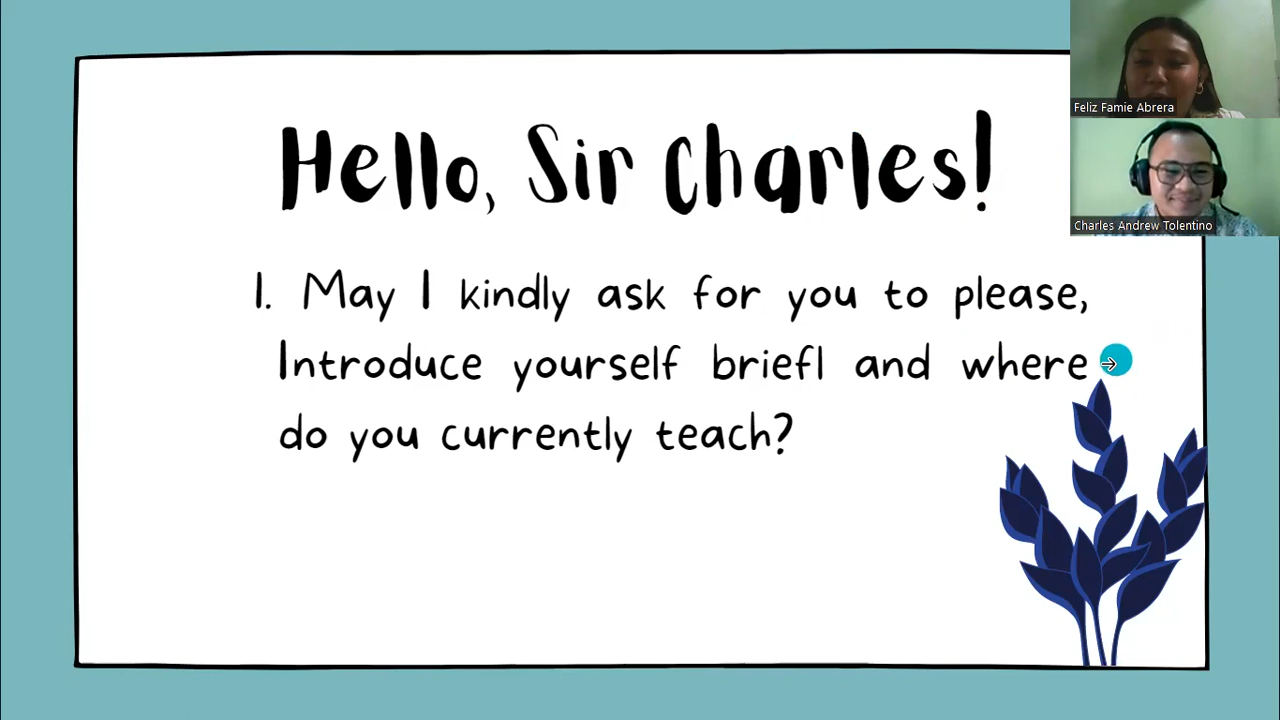 Hello, Sir Charles!
1. May I kindly ask for you to please,
Introduce yourself briefl and where
do you currently teach?
Feliz Famie Abrera
Charles Andrew Tolentino